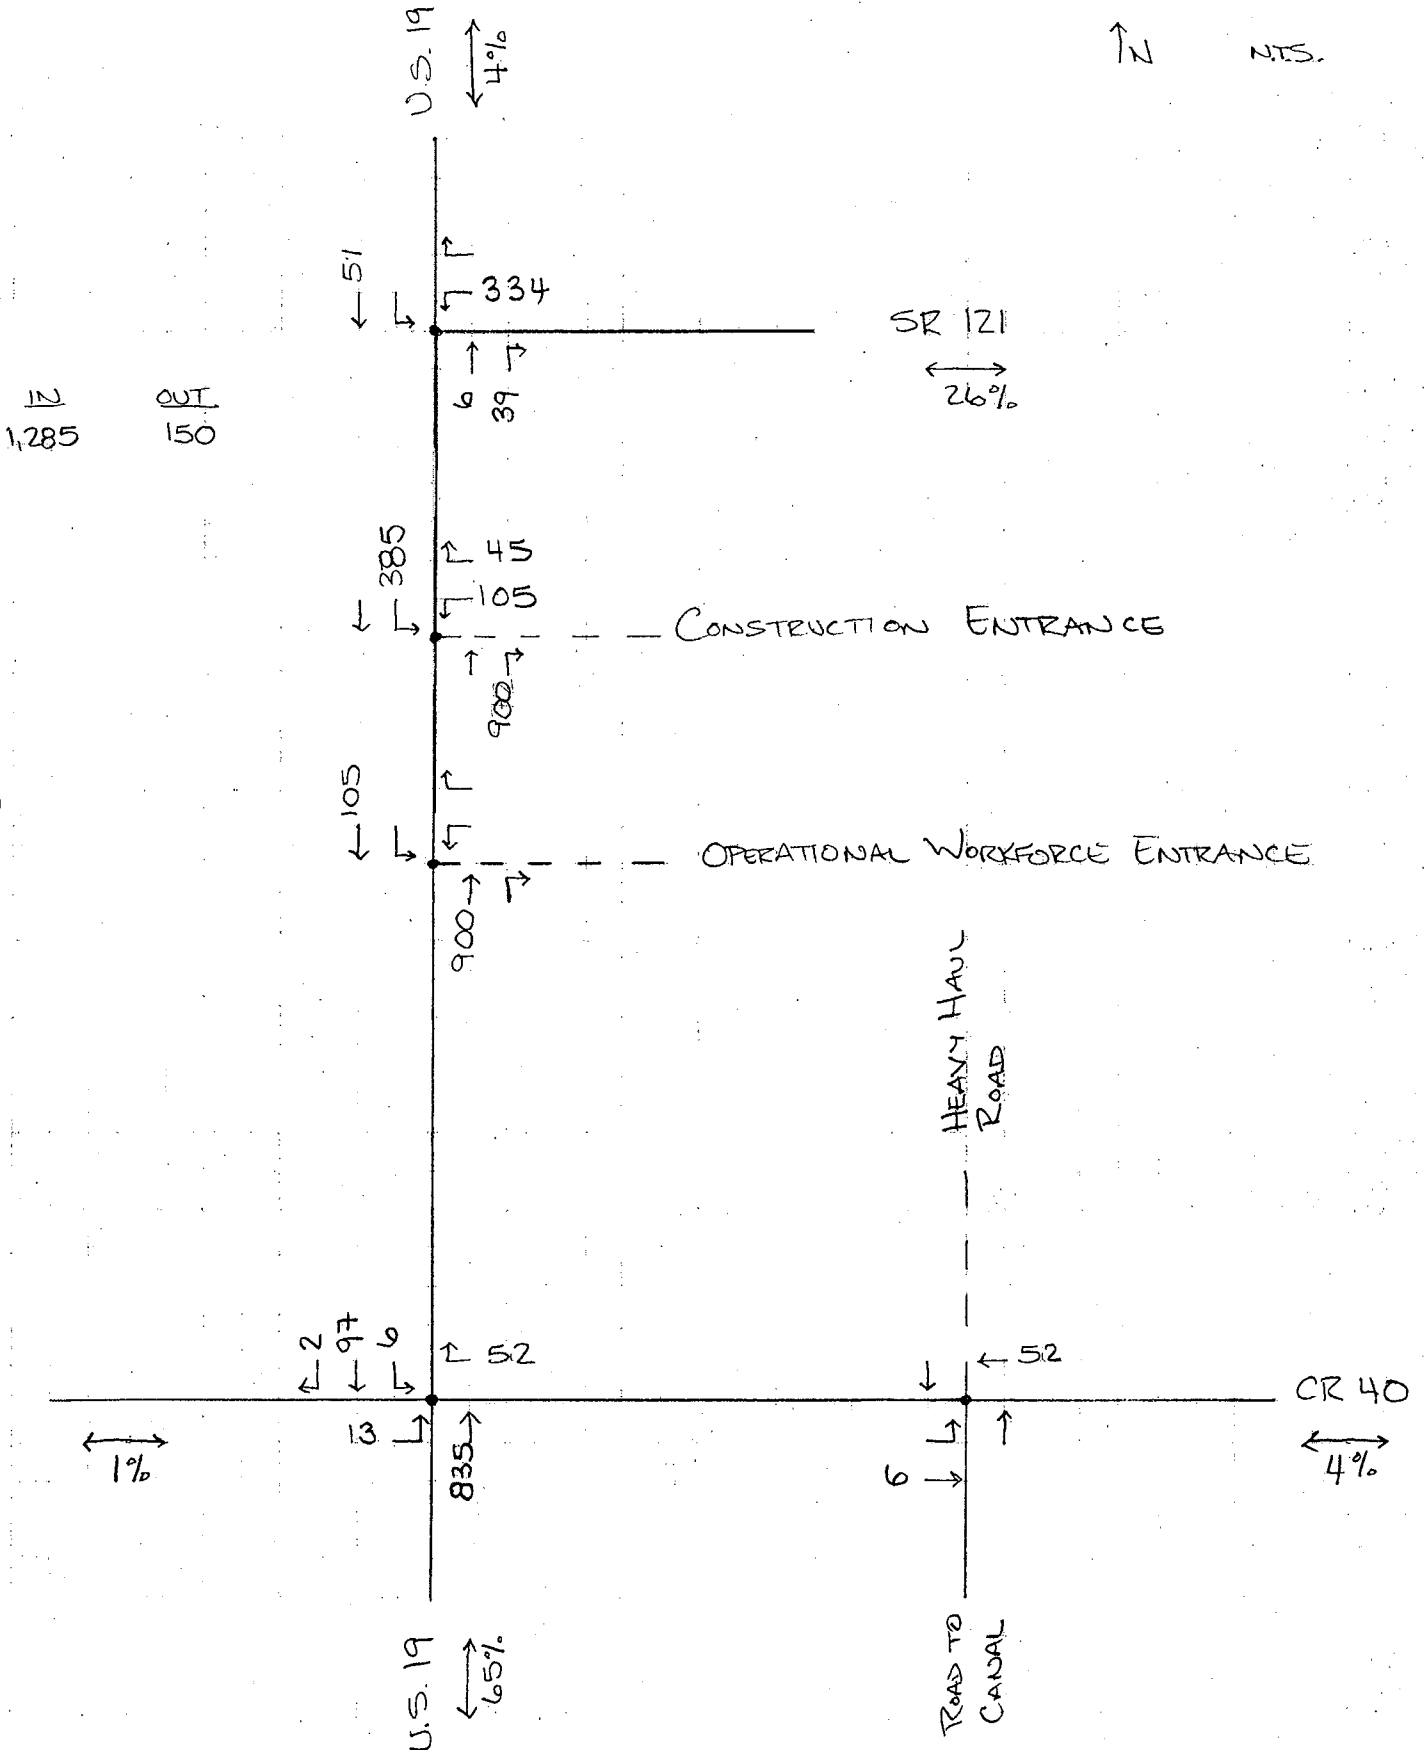 U.S. 19
4%
N N.T.S.
51
334
SR 121
26%
6
39
IN OUT
1,285 150
385
45
105
CONSTRUCTION ENTRANCE
900
105
OPERATIONAL WORKFORCE ENTRANCE
900
HEAVY HAUL
ROAD
2
97
6
52
52
CR 40
4%
1%
13
835
6
U.S. 19
65%
ROAD TO
CANAL